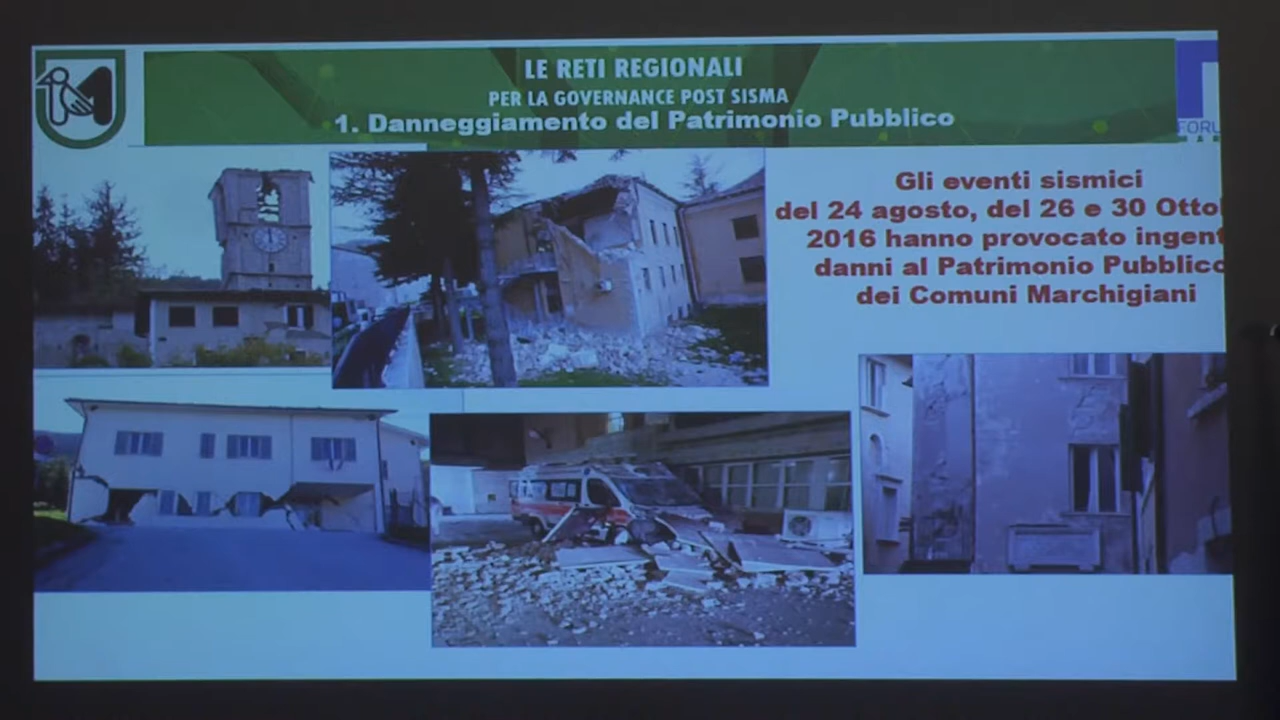 LE RETI REGIONALI
PER LA GOVERNANCE POST SISMA
1. Danneggiamento del Patrimonio Pubblico
FORU
Gli eventi sismici
del 24 agosto, del 26 e 30 Otto
2016 hanno provocato ingent
danni al Patrimonio Pubblico
dei Comuni Marchigiani